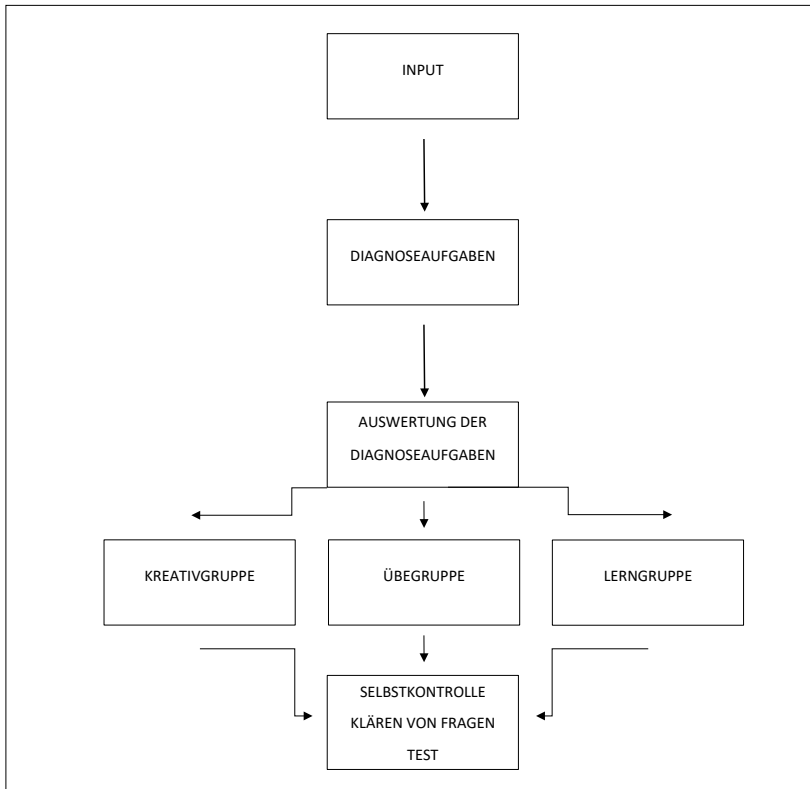 INPUT
DIAGNOSEAUFGABEN
AUSWERTUNG DER
DIAGNOSEAUFGABEN
KREATIVGRUPPE
ÜBEGRUPPE
LERNGRUPPE
SELBSTKONTROLLE
KLÄREN VON FRAGEN
TEST